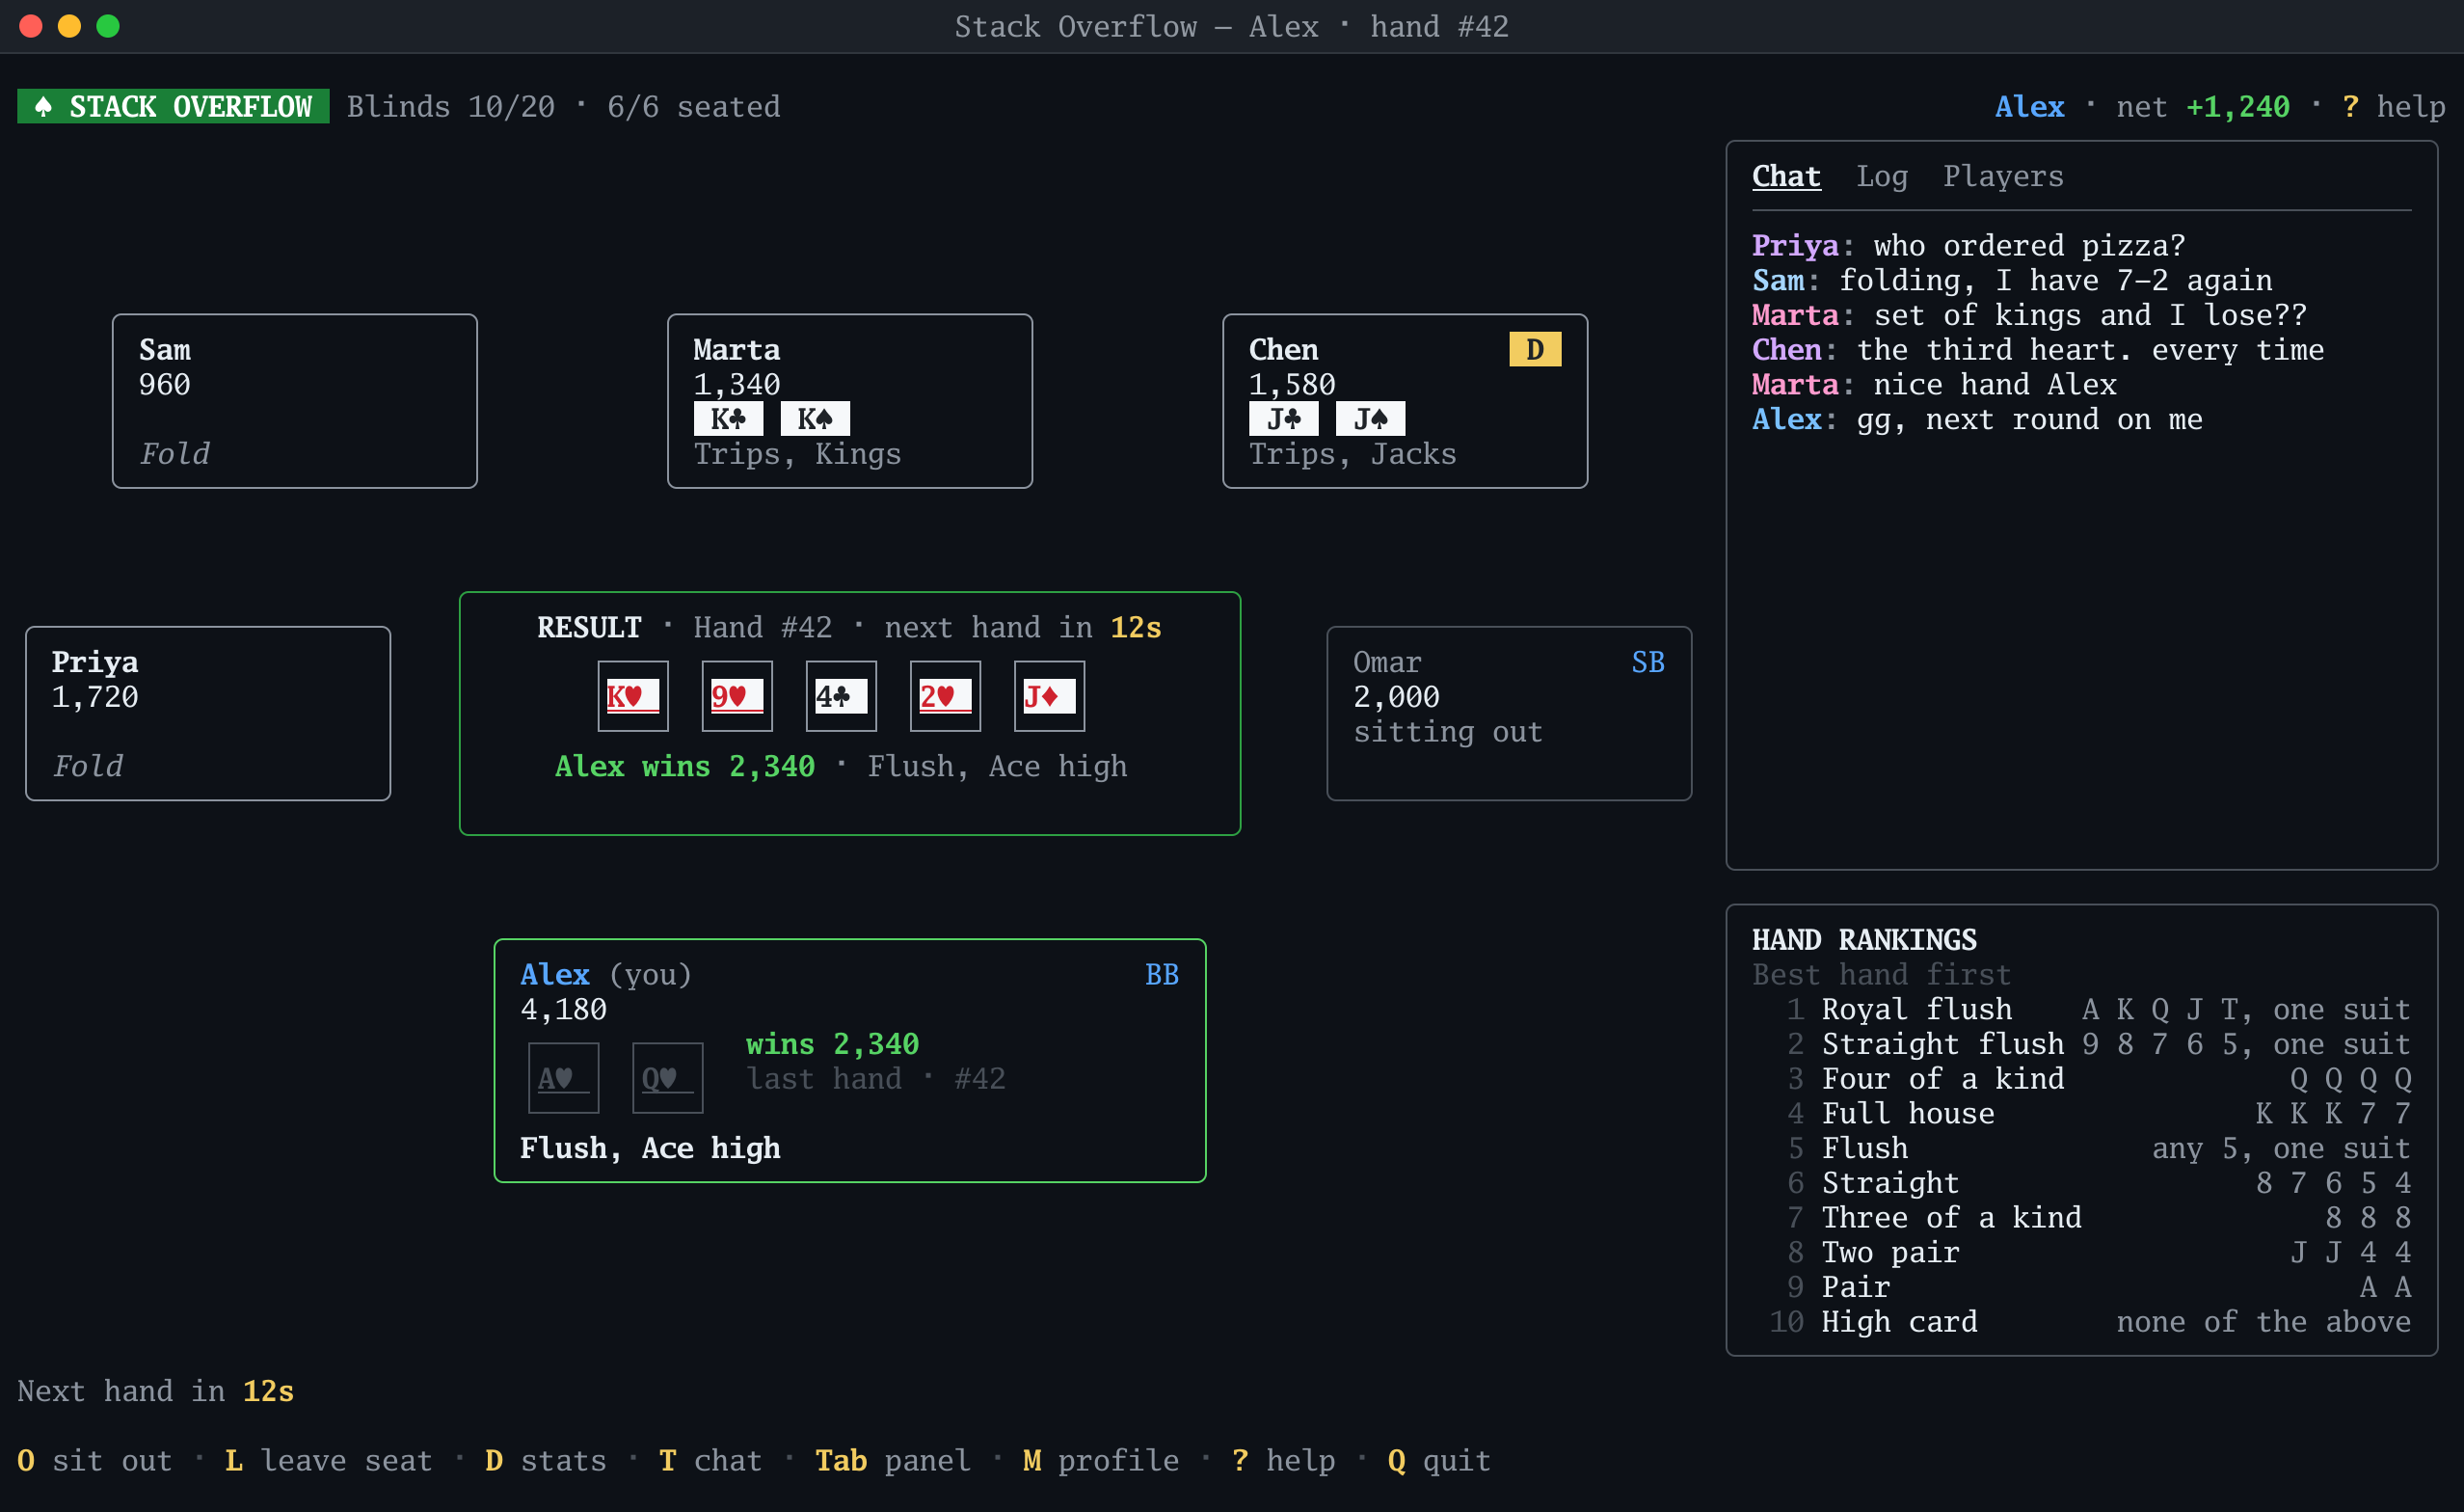 Stack Overflow — Alex · hand #42
♠ STACK OVERFLOW Blinds 10/20 · 6/6 seated
Alex · net +1,240 · ? help
Sam
960
Fold
Marta
1,340
K♣ K♠
Trips, Kings
Chen D
1,580
J♣ J♠
Trips, Jacks
Priya
1,720
Fold
RESULT · Hand #42 · next hand in 12s
K♥ 9♥ 4♣ 2♥ J♦
Alex wins 2,340 · Flush, Ace high
Omar SB
2,000
sitting out
Alex (you) BB
4,180
A♥ Q♥
wins 2,340
last hand · #42
Flush, Ace high
Chat Log Players
Priya: who ordered pizza?
Sam: folding, I have 7-2 again
Marta: set of kings and I lose??
Chen: the third heart. every time
Marta: nice hand Alex
Alex: gg, next round on me
HAND RANKINGS
Best hand first
1 Royal flush A K Q J T, one suit
2 Straight flush 9 8 7 6 5, one suit
3 Four of a kind Q Q Q Q
4 Full house K K K 7 7
5 Flush any 5, one suit
6 Straight 8 7 6 5 4
7 Three of a kind 8 8 8
8 Two pair J J 4 4
9 Pair A A
10 High card none of the above
Next hand in 12s
O sit out · L leave seat · D stats · T chat · Tab panel · M profile · ? help · Q quit